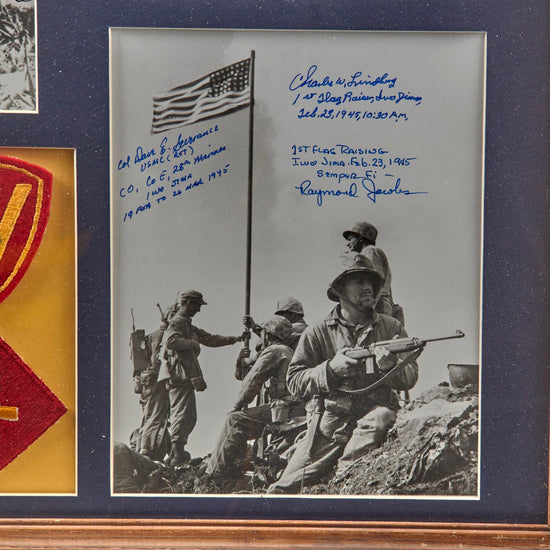 Charles W. Lindberg
1st Flag Raiser, Iwo Jima,
Feb. 23, 1945, 10:30 AM,
1ST FLAG RAISING
IWO JIMA. FEB. 23, 1945
SEMPER FI -
Raymond Jacobs
Col Dave E. Severance
USMC (RET)
CO, Co E, 28th Marines
IWO JIMA
19 FEB TO 26 MAR 1945